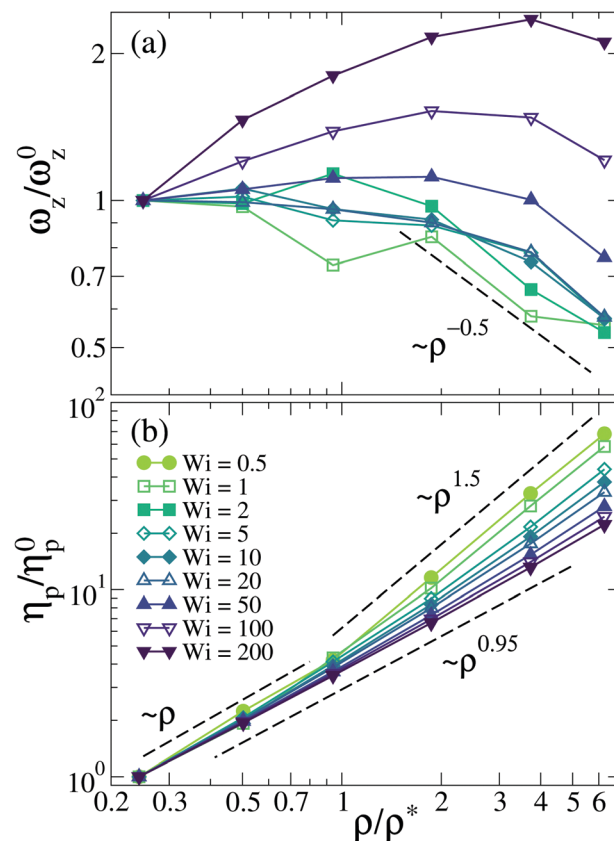 (a)
2
1
0.7
0.5
ω_z/ω_z^0
~ρ^−0.5
(b)
10^2
10^1
10^0
η_p/η_p^0
Wi = 0.5
Wi = 1
Wi = 2
Wi = 5
Wi = 10
Wi = 20
Wi = 50
Wi = 100
Wi = 200
~ρ^1.5
~ρ^0.95
~ρ
0.2 0.3 0.5 0.7 1 2 3 4 5 6
ρ/ρ*